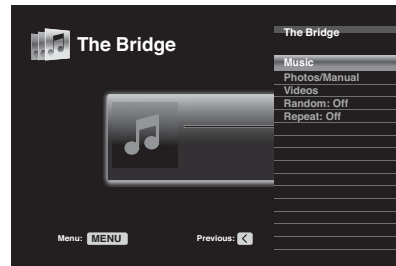 The Bridge
The Bridge
Music
Photos/Manual
Videos
Random: Off
Repeat: Off
Menu: MENU
Previous: <